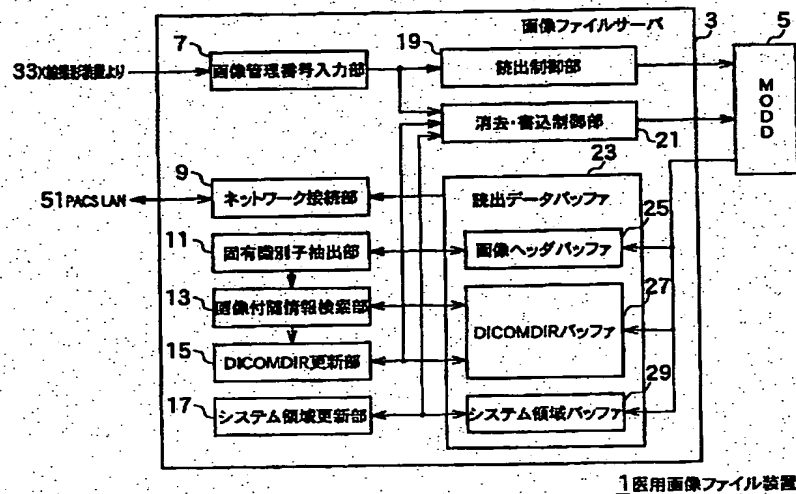 画像ファイルサーバ
3
5
7
19
33X線撮影装置より
画像管理番号入力部
読出制御部
MODD
消去・書込制御部
21
23
9
51PACS LAN
ネットワーク接続部
読出データバッファ
25
11
固有識別子抽出部
画像ヘッダバッファ
13
27
画像付随情報検索部
DICOMDIRバッファ
15
DICOMDIR更新部
29
17
システム領域更新部
システム領域バッファ
1医用画像ファイル装置